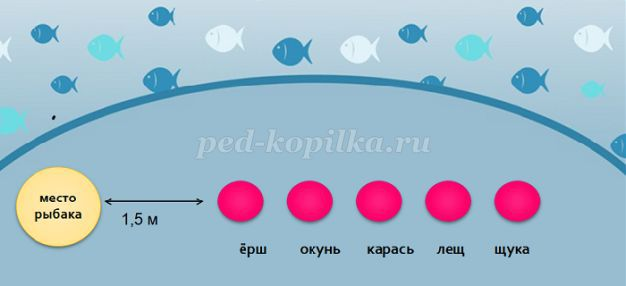 ped-kopilka.ru
место
рыбака
1,5 м
ёрш окунь карась лещ щука